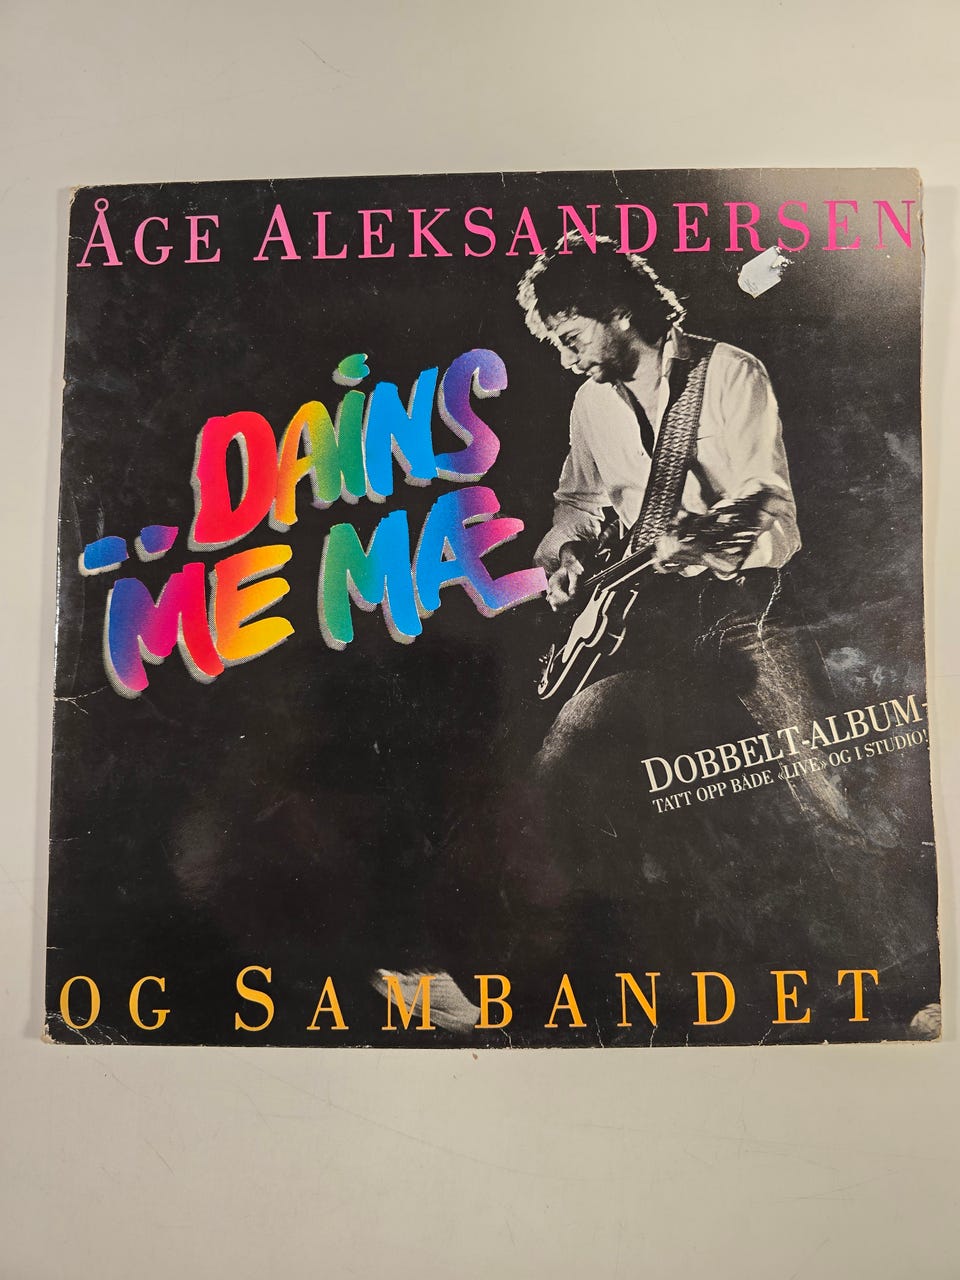 ÅGE ALEKSANDERSEN
..DAINS
ME MÆ
DOBBELT-ALBUM-
TATT OPP BÅDE «LIVE» OG I STUDIO!
OG SAMBANDET